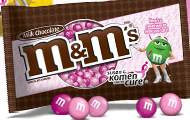 Milk Chocolate
m&m's
susan G.
Komen
for the
cure
m
m
m
m